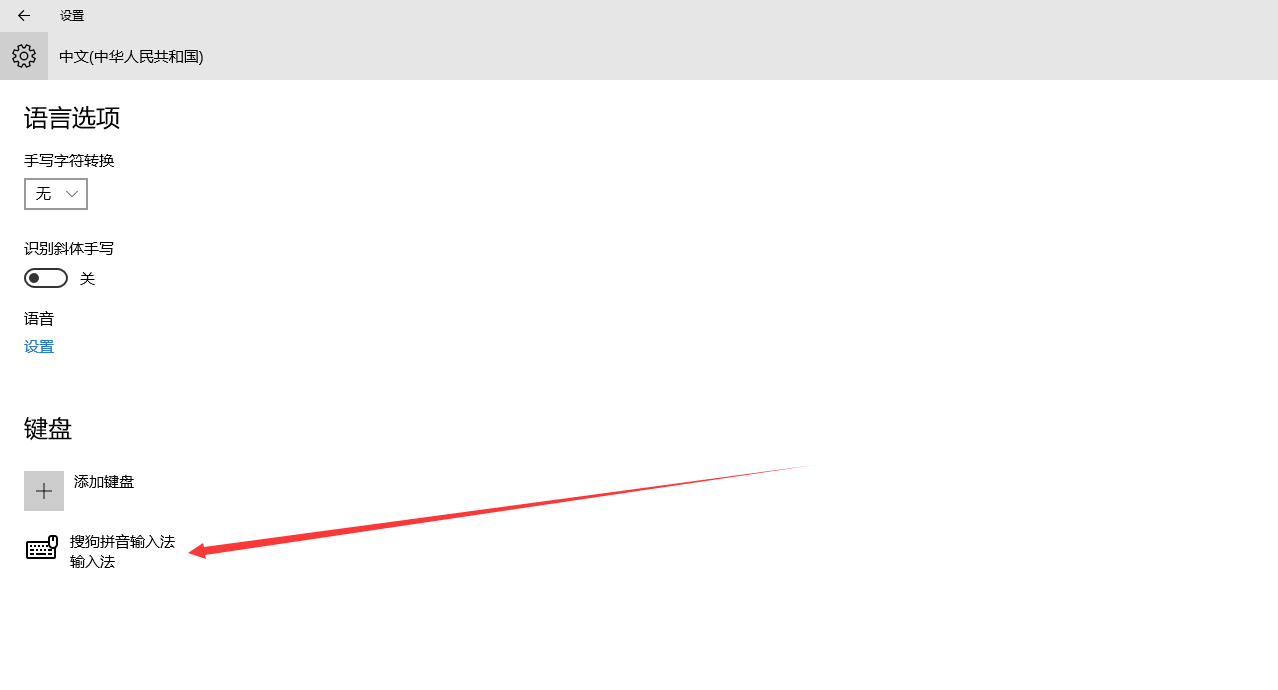 设置
中文(中华人民共和国)
语言选项
手写字符转换
无
识别斜体手写
关
语音
设置
键盘
添加键盘
搜狗拼音输入法
输入法